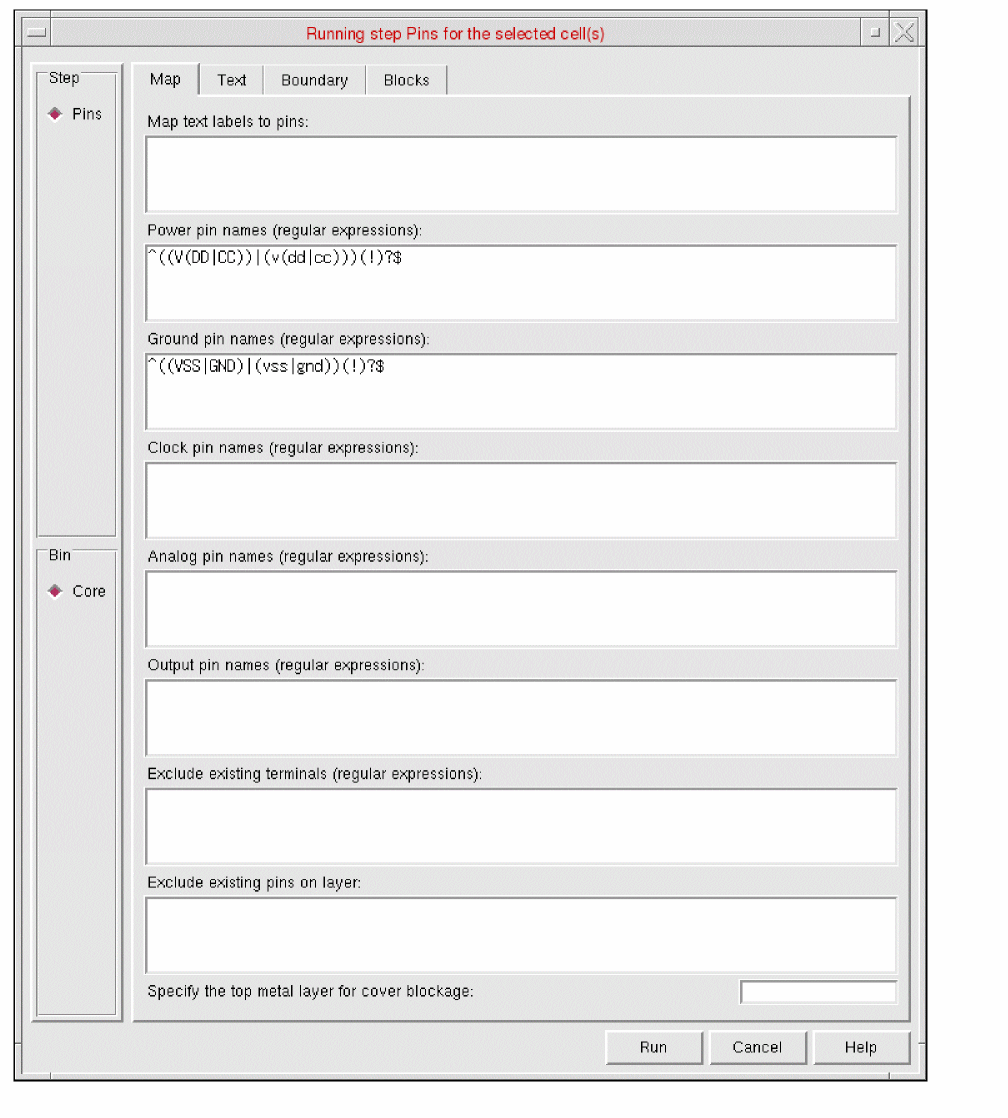 Running step Pins for the selected cell(s)
Step
Pins
Bin
Core
Map Text Boundary Blocks
Map text labels to pins:
Power pin names (regular expressions):
^((V(DD|CC))|(v(dd|cc)))(!)?$
Ground pin names (regular expressions):
^((VSS|GND)|(vss|gnd))(!)?$
Clock pin names (regular expressions):
Analog pin names (regular expressions):
Output pin names (regular expressions):
Exclude existing terminals (regular expressions):
Exclude existing pins on layer:
Specify the top metal layer for cover blockage:
Run Cancel Help